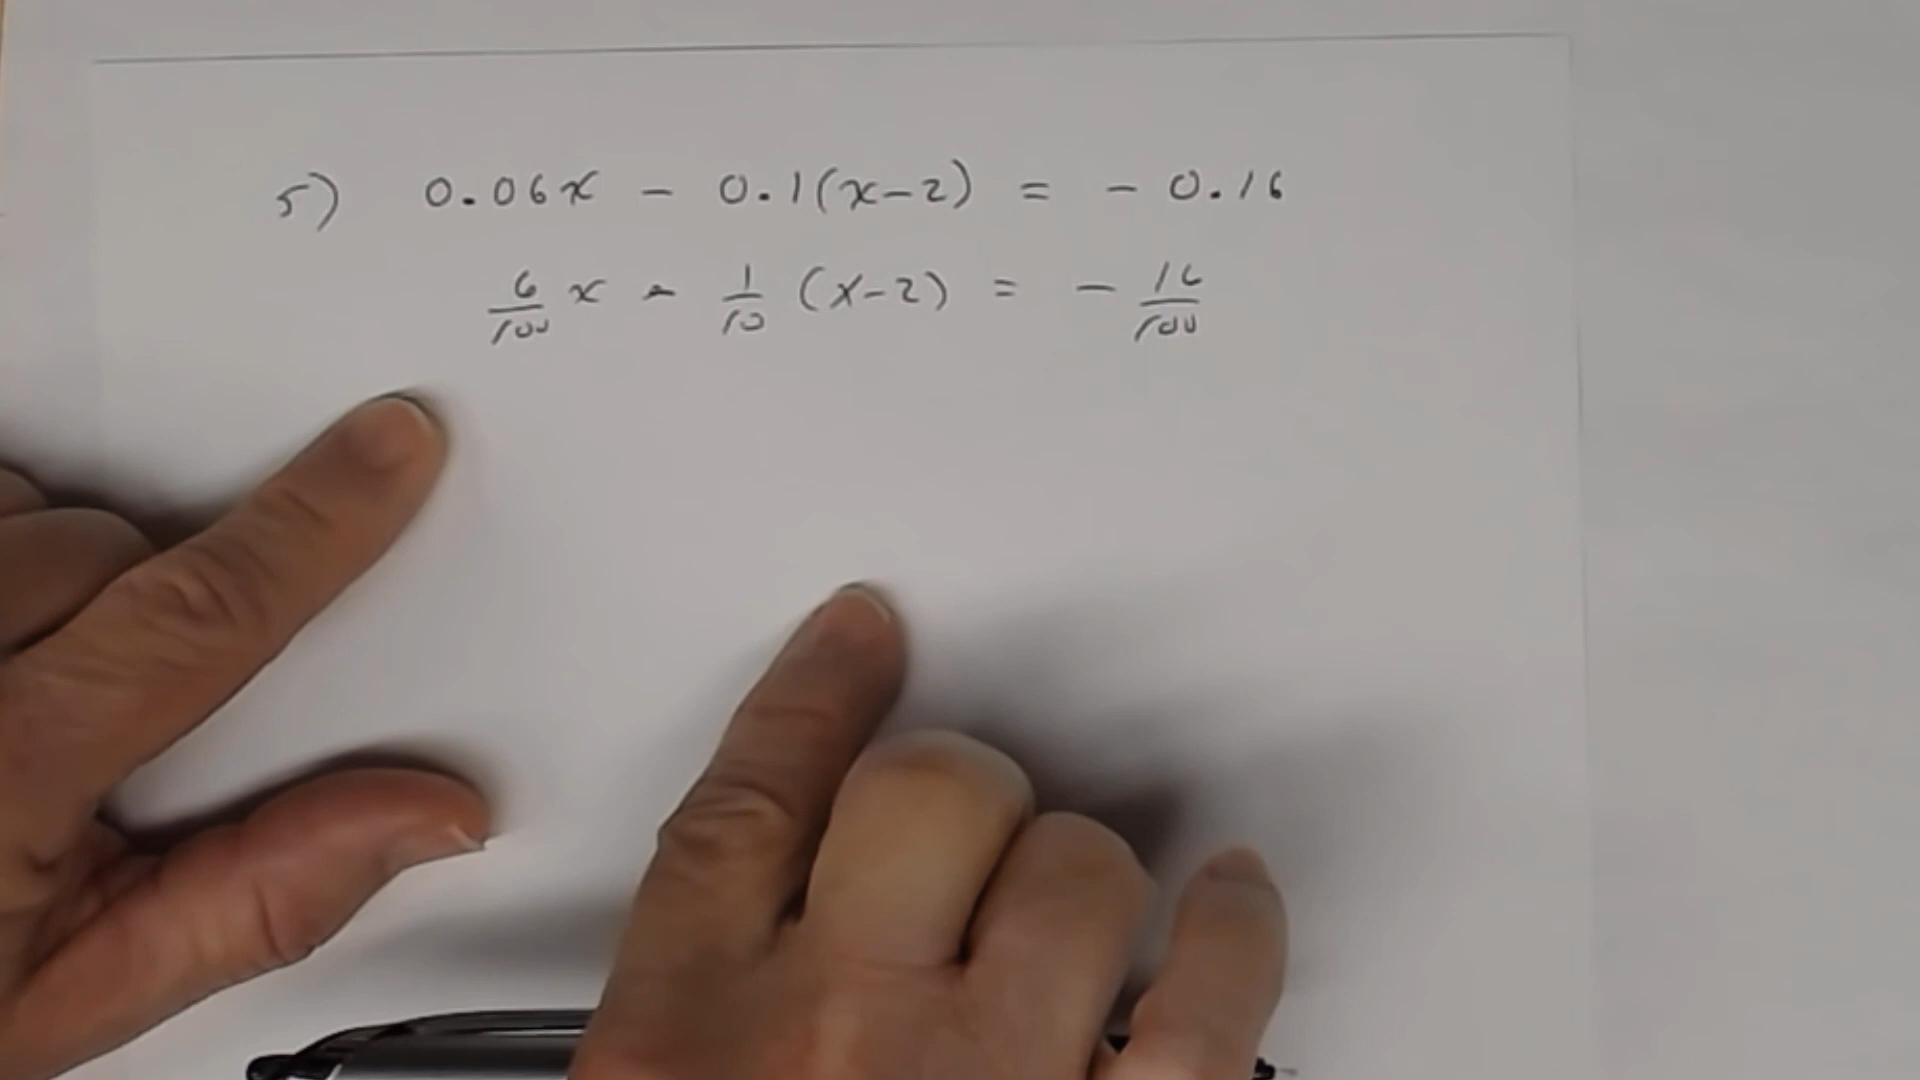 5) 0.06x - 0.1(x-2) = - 0.16
6/100 x - 1/10 (x-2) = - 16/100